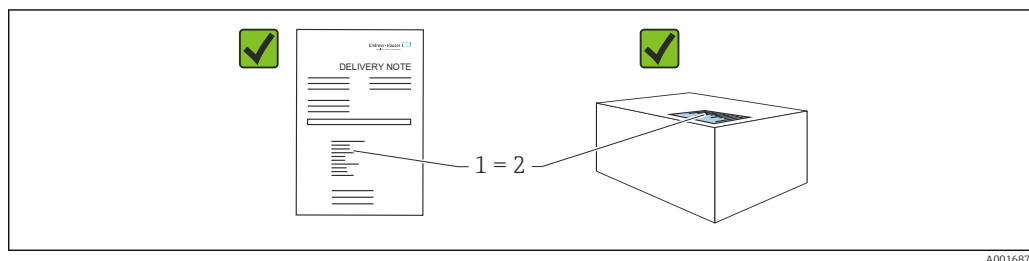 Endress+Hauser
DELIVERY NOTE
1 = 2
A001687